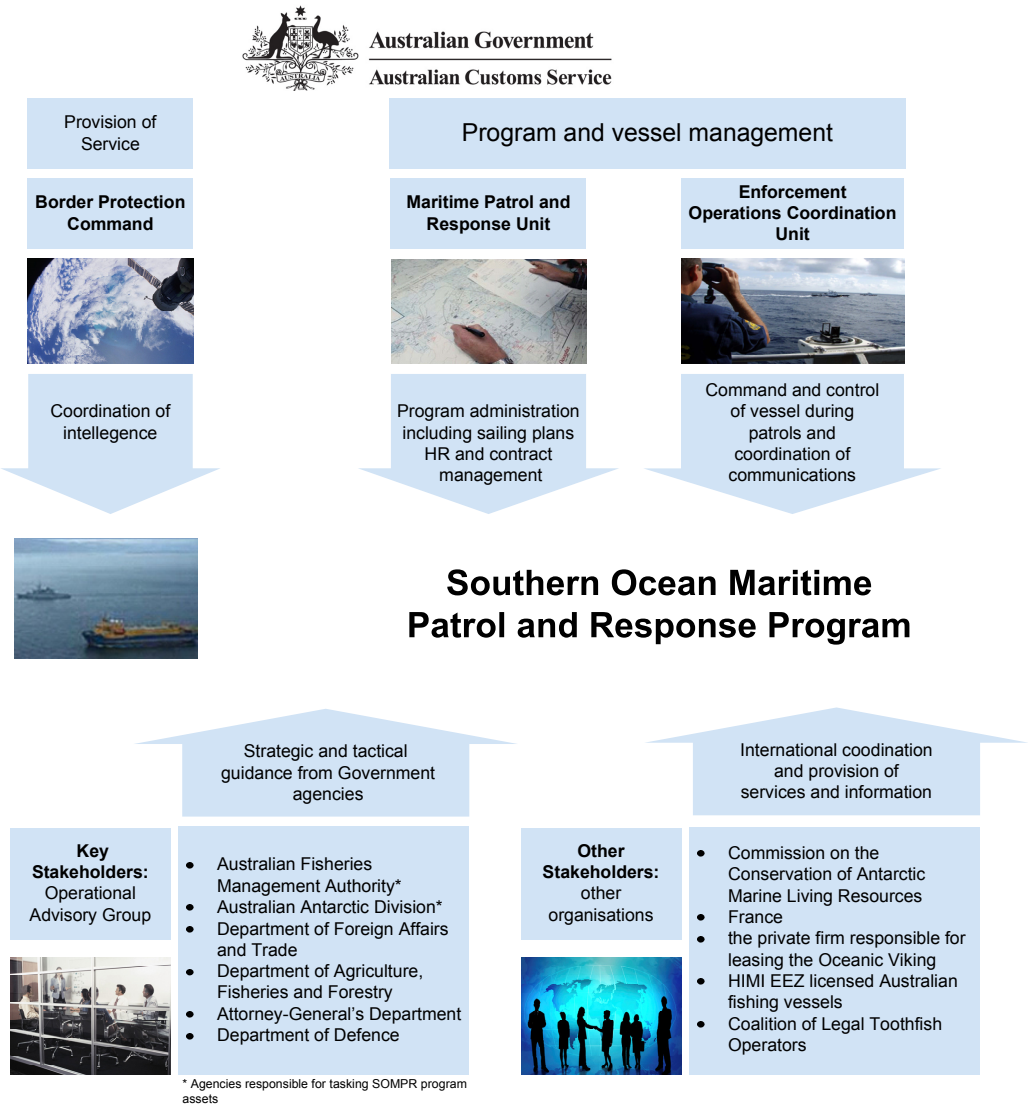 AUSTRALIA
Australian Government
Australian Customs Service
Provision of
Service
Program and vessel management
Border Protection
Command
Maritime Patrol and
Response Unit
Enforcement
Operations Coordination
Unit
Coordination of
intellegence
Program administration
including sailing plans
HR and contract
management
Command and control
of vessel during
patrols and
coordination of
communications
Southern Ocean Maritime
Patrol and Response Program
Strategic and tactical
guidance from Government
agencies
International coodination
and provision of
services and information
Key
Stakeholders:
Operational
Advisory Group
• Australian Fisheries
Management Authority*
• Australian Antarctic Division*
• Department of Foreign Affairs
and Trade
• Department of Agriculture,
Fisheries and Forestry
• Attorney-General's Department
• Department of Defence
* Agencies responsible for tasking SOMPR program
assets
Other
Stakeholders:
other
organisations
• Commission on the
Conservation of Antarctic
Marine Living Resources
• France
• the private firm responsible for
leasing the Oceanic Viking
• HIMI EEZ licensed Australian
fishing vessels
• Coalition of Legal Toothfish
Operators